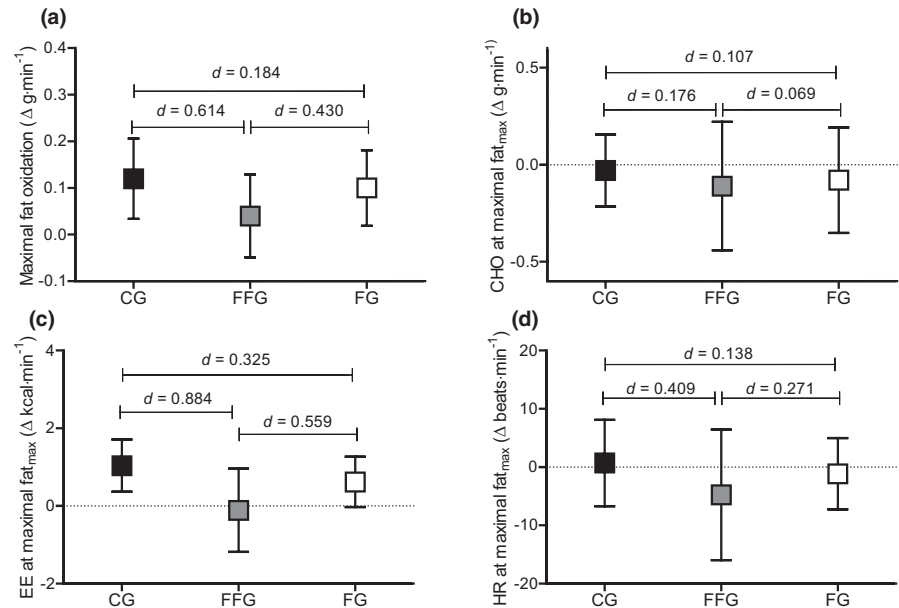 (a)
Maximal fat oxidation (Δ g·min⁻¹)
0.4
0.3
0.2
0.1
0.0
-0.1
d = 0.184
d = 0.614
d = 0.430
CG
FFG
FG
(b)
CHO at maximal fatmax (Δ g·min⁻¹)
0.5
0.0
-0.5
d = 0.107
d = 0.176
d = 0.069
CG
FFG
FG
(c)
EE at maximal fatmax (Δ kcal·min⁻¹)
4
2
0
-2
d = 0.325
d = 0.884
d = 0.559
CG
FFG
FG
(d)
HR at maximal fatmax (Δ beats·min⁻¹)
20
10
0
-10
-20
d = 0.138
d = 0.409
d = 0.271
CG
FFG
FG